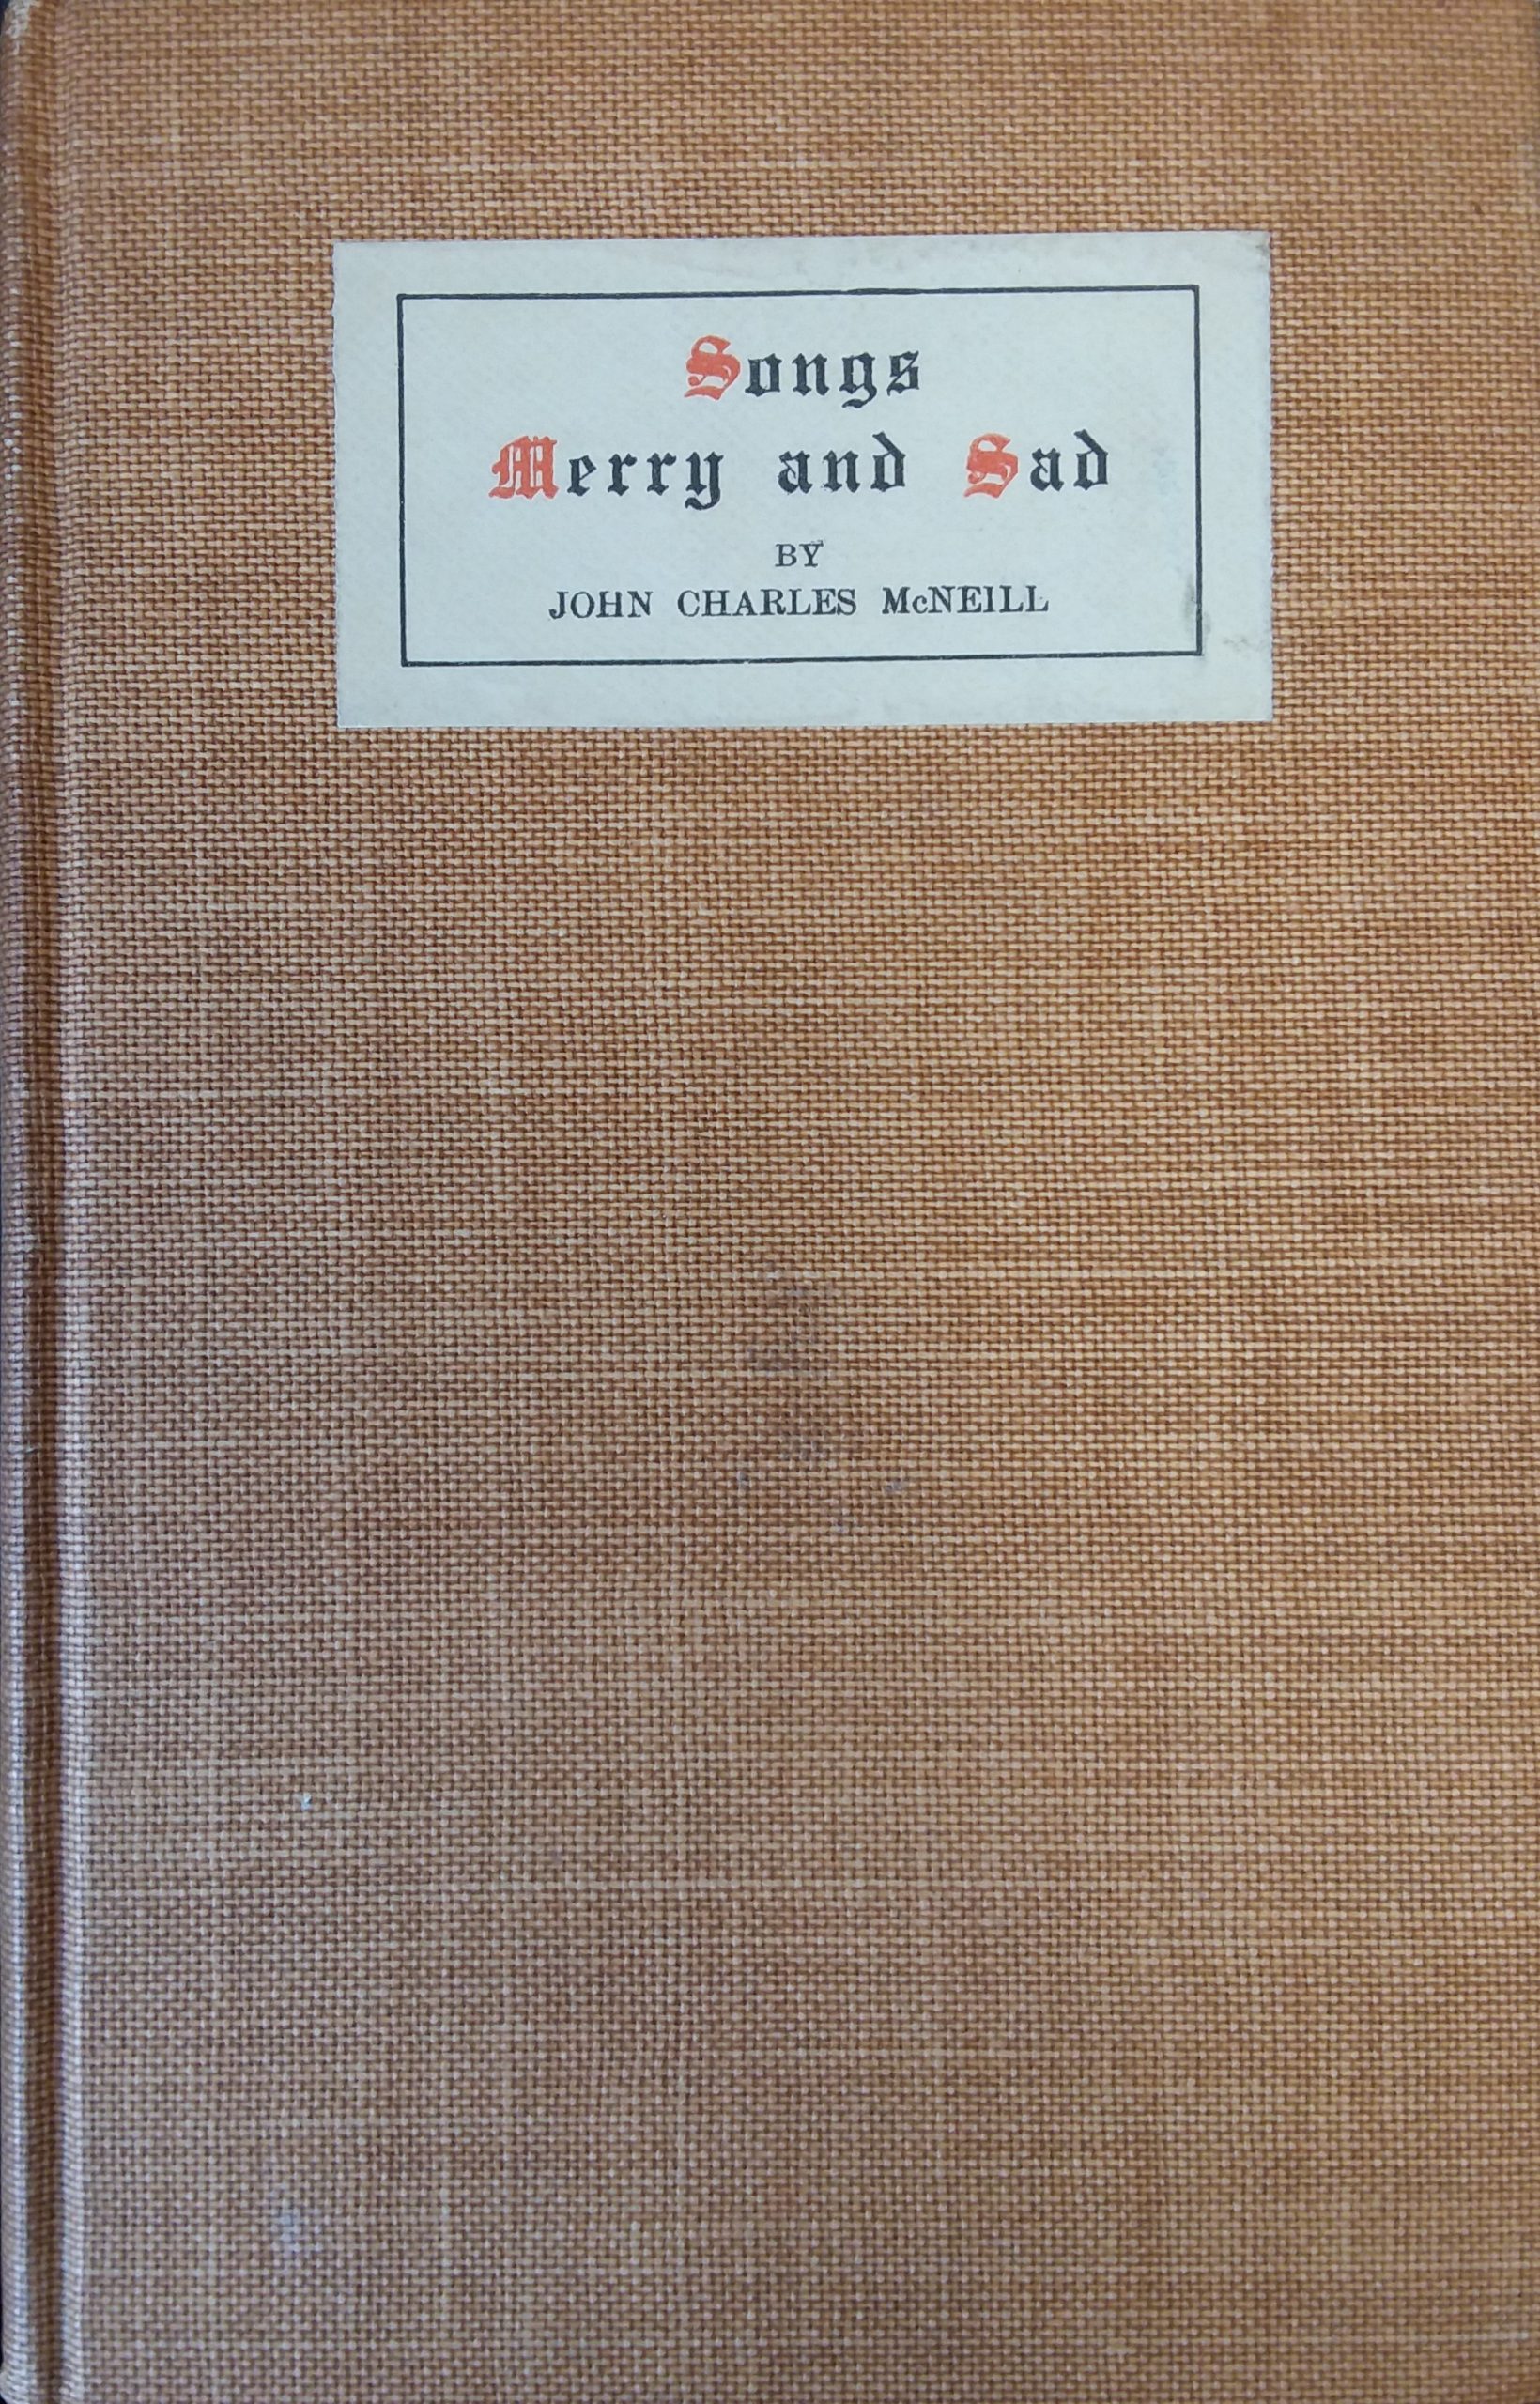 Songs
Merry and Sad
BY
JOHN CHARLES McNEILL